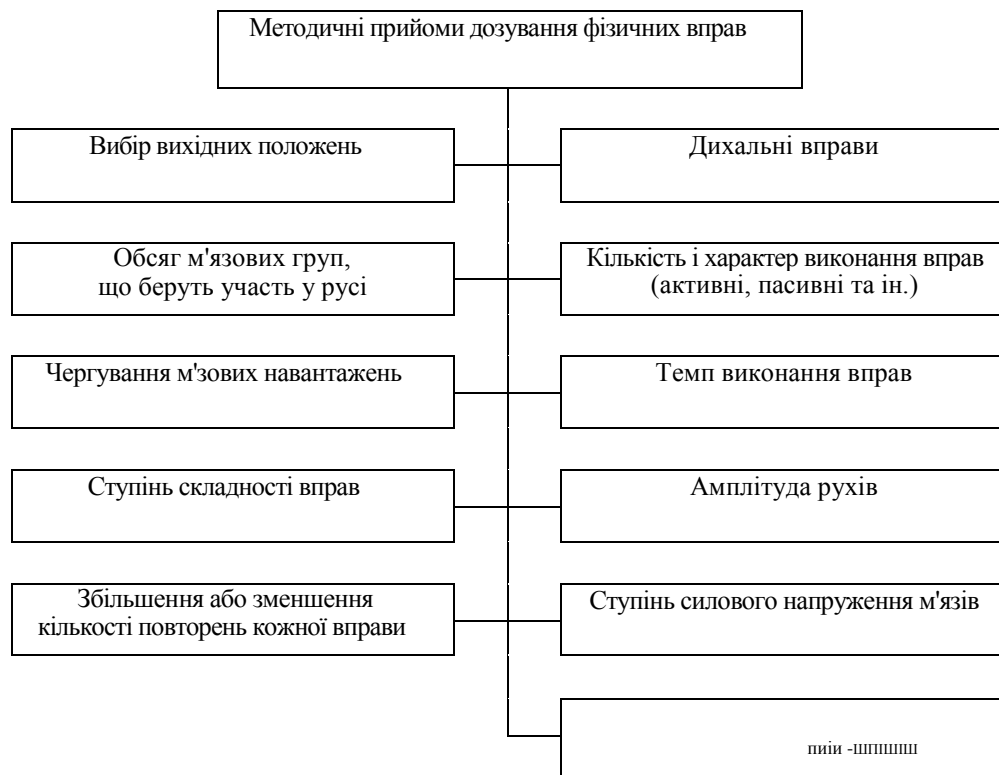 Методичні прийоми дозування фізичних вправ
Вибір вихідних положень
Дихальні вправи
Обсяг м'язових груп,
що беруть участь у русі
Кількість і характер виконання вправ
(активні, пасивні та ін.)
Чергування м'зових навантажень
Темп виконання вправ
Ступінь складності вправ
Амплітуда рухів
Збільшення або зменшення
кількості повторень кожної вправи
Ступінь силового напруження м'язів